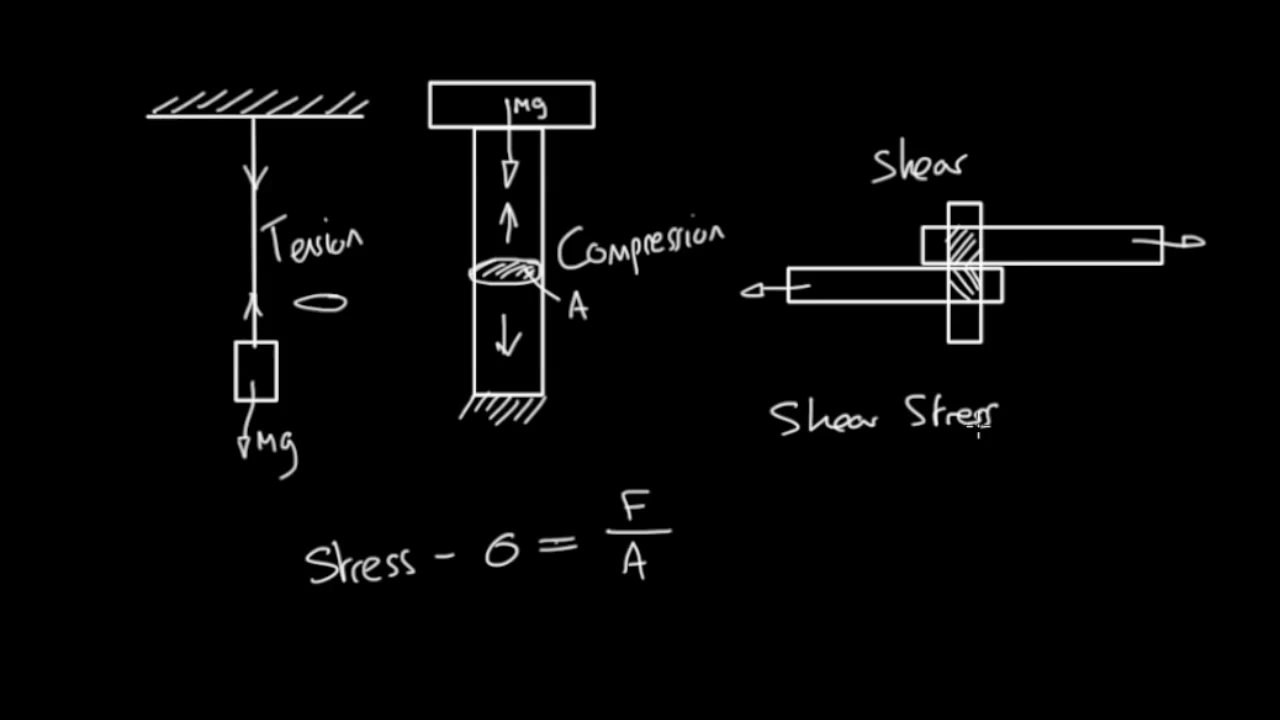 Mg
Shear
Tension
Compression
A
Shear Stress
Mg
Stress - σ = F/A